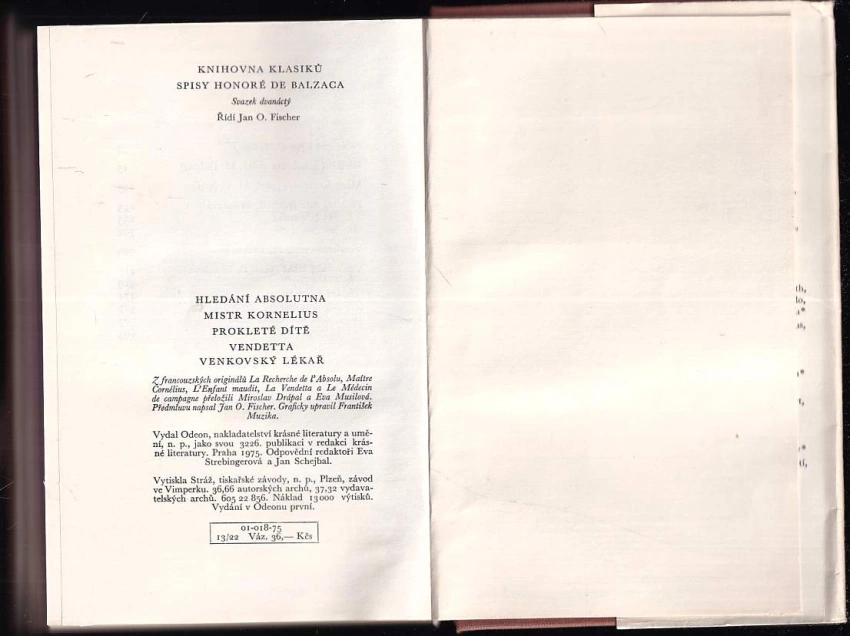 KNIHOVNA KLASIKŮ
SPISY HONORÉ DE BALZACA
Svazek dvanáctý
Řídí Jan O. Fischer
HLEDÁNÍ ABSOLUTNA
MISTR KORNELIUS
PROKLETÉ DÍTĚ
VENDETTA
VENKOVSKÝ LÉKAŘ
Z francouzských originálů La Recherche de l'Absolu, Maître
Cornélius, L'Enfant maudit, La Vendetta a Le Médecin
de campagne přeložili Miroslav Drápal a Eva Musilová.
Předmluvu napsal Jan O. Fischer. Graficky upravil František
Muzika.
Vydal Odeon, nakladatelství krásné literatury a umě-
ní, n. p., jako svou 3226. publikaci v redakci krás-
né literatury. Praha 1975. Odpovědní redaktoři Eva
Strebingerová a Jan Schejbal.
Vytiskla Stráž, tiskařské závody, n. p., Plzeň, závod
ve Vimperku. 36,66 autorských archů, 37,32 vydava-
telských archů. 605 22 856. Náklad 13 000 výtisků.
Vydání v Odeonu první.
01-018-75
13/22 Váz. 36,— Kčs